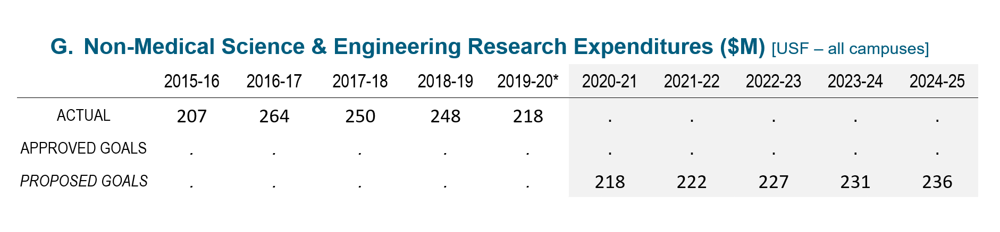 G. Non-Medical Science & Engineering Research Expenditures ($M) [USF – all campuses]
2015-16 2016-17 2017-18 2018-19 2019-20* 2020-21 2021-22 2022-23 2023-24 2024-25
ACTUAL 207 264 250 248 218 . . . . .
APPROVED GOALS . . . . . . . . . .
PROPOSED GOALS . . . . . 218 222 227 231 236